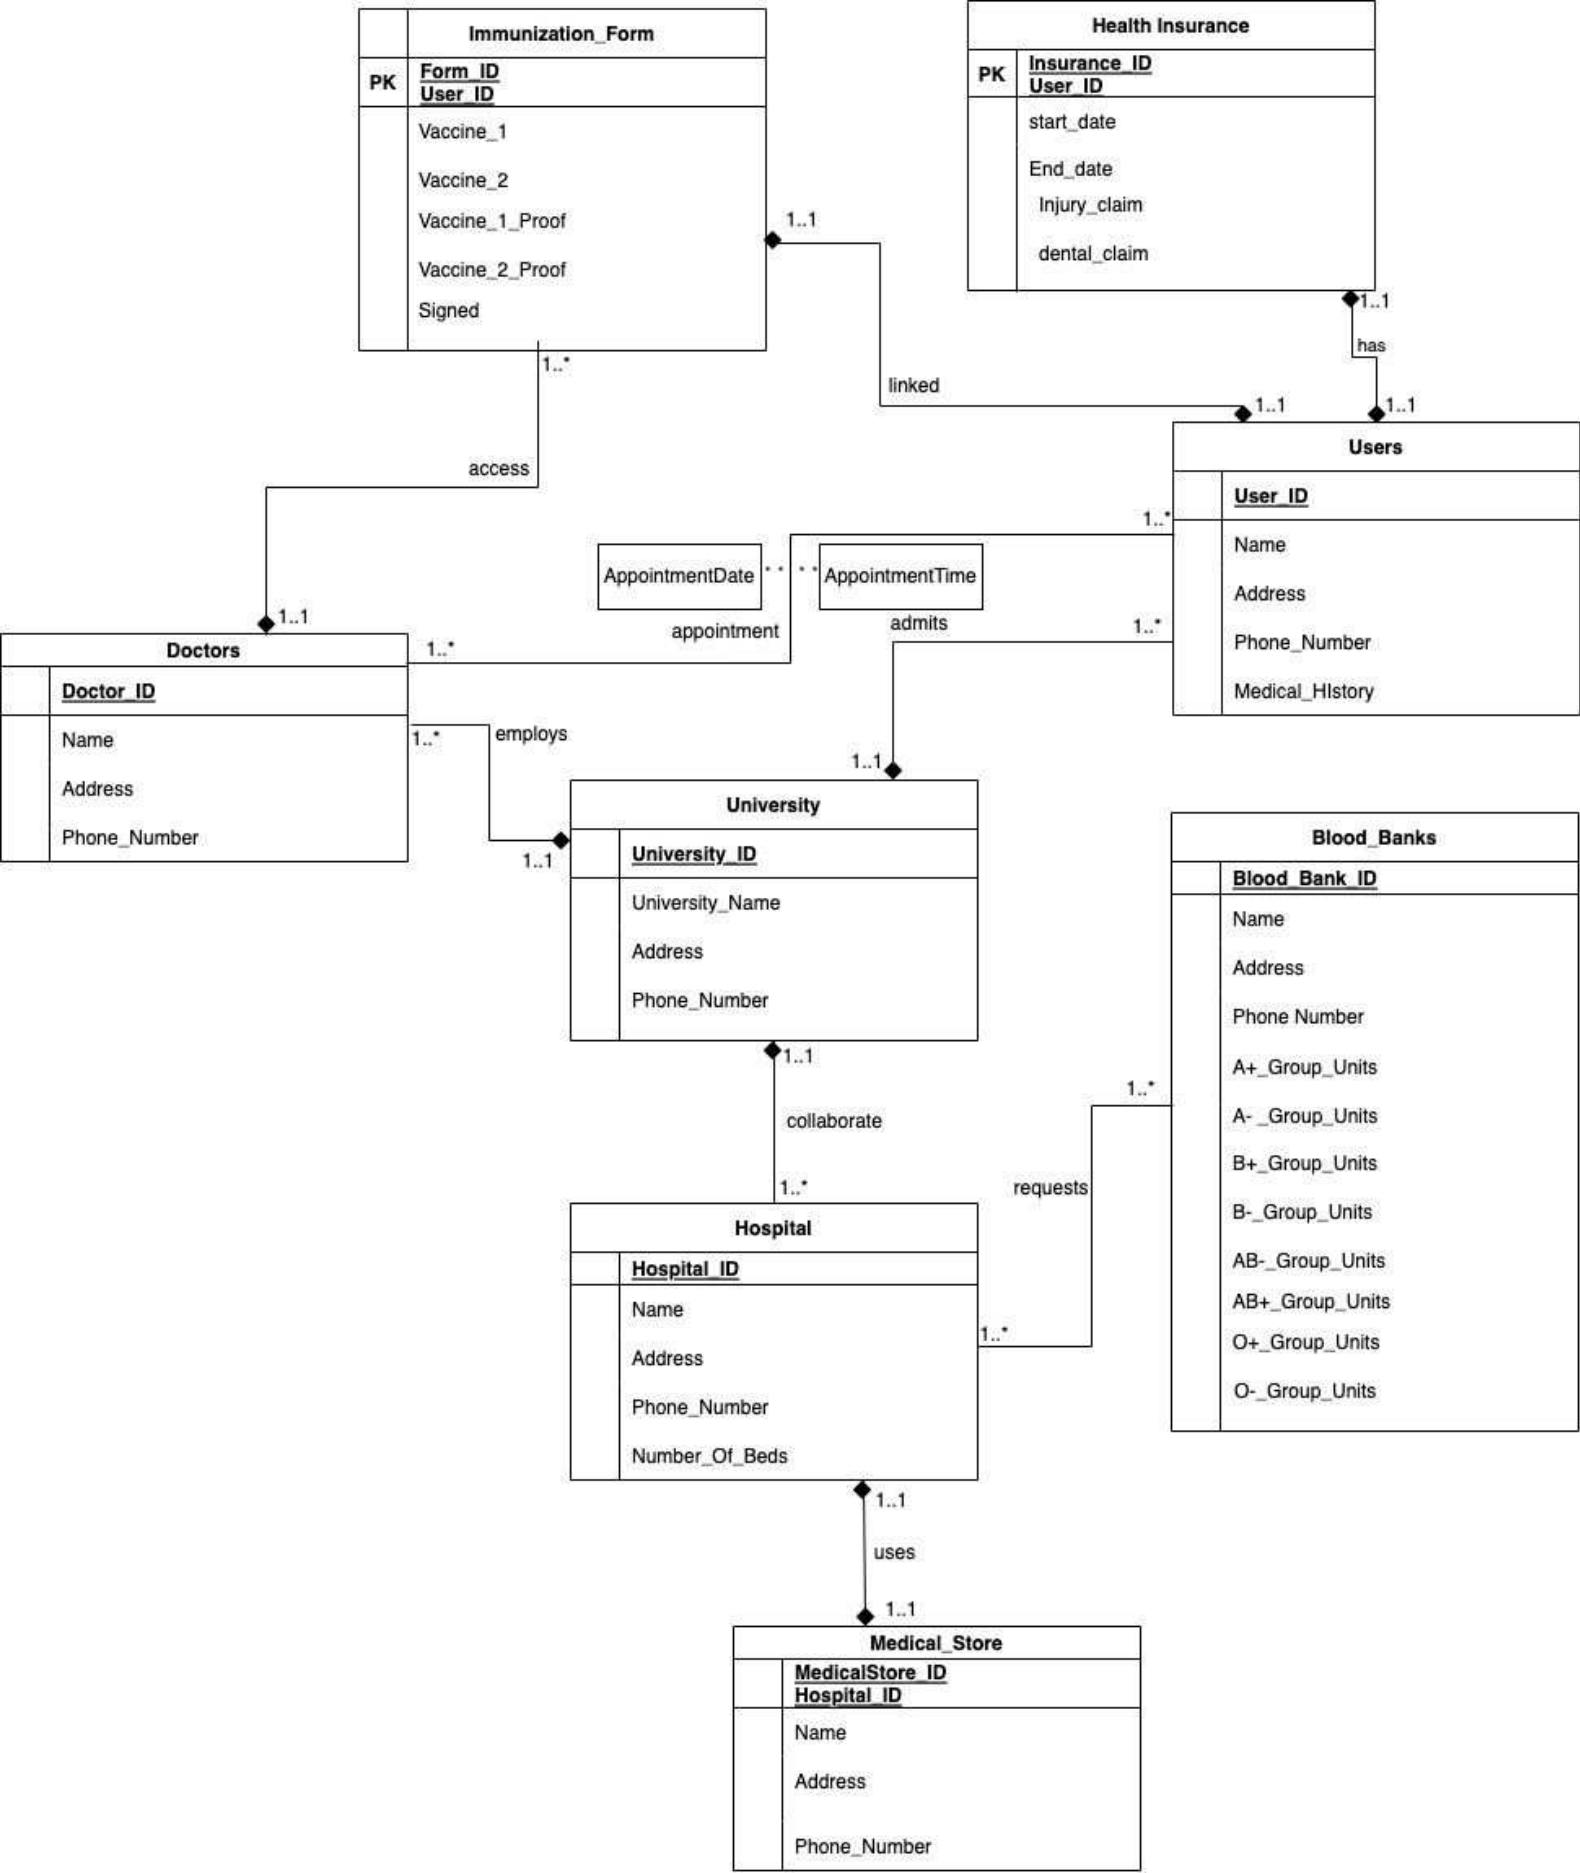 Immunization_Form
PK
Form_ID
User_ID
Vaccine_1
Vaccine_2
Vaccine_1_Proof
Vaccine_2_Proof
Signed
Health Insurance
PK
Insurance_ID
User_ID
start_date
End_date
Injury_claim
dental_claim
1..1
1..1
has
1..*
linked
1..1
1..1
access
Users
User_ID
Name
Address
Phone_Number
Medical_HIstory
1..*
AppointmentDate
AppointmentTime
appointment
admits
1..*
1..1
Doctors
Doctor_ID
Name
Address
Phone_Number
1..*
1..*
employs
1..1
1..1
University
University_ID
University_Name
Address
Phone_Number
Blood_Banks
Blood_Bank_ID
Name
Address
Phone Number
A+_Group_Units
A- _Group_Units
B+_Group_Units
B-_Group_Units
AB-_Group_Units
AB+_Group_Units
O+_Group_Units
O-_Group_Units
1..1
collaborate
1..*
1..*
requests
1..*
Hospital
Hospital_ID
Name
Address
Phone_Number
Number_Of_Beds
1..1
uses
1..1
Medical_Store
MedicalStore_ID
Hospital_ID
Name
Address
Phone_Number